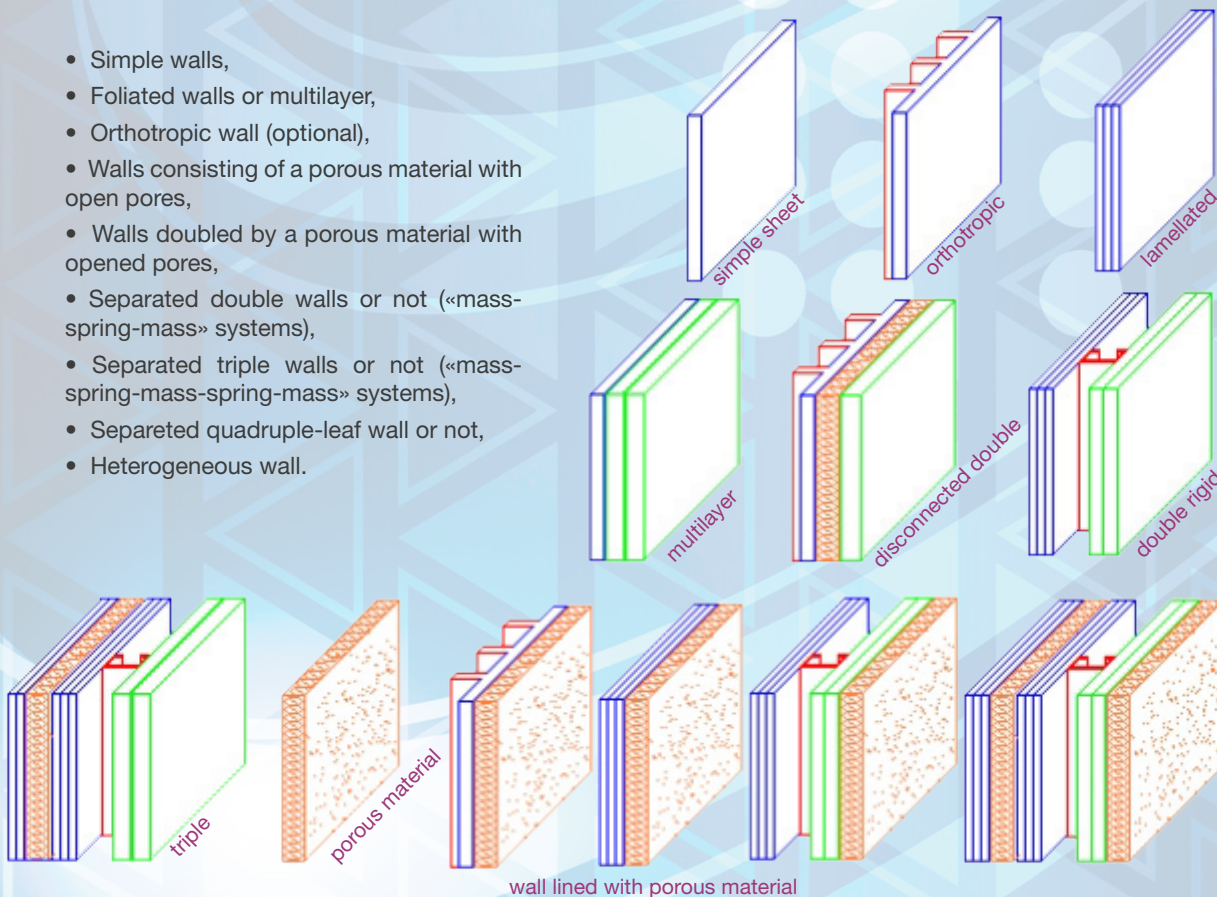 • Simple walls,
• Foliated walls or multilayer,
• Orthotropic wall (optional),
• Walls consisting of a porous material with
open pores,
• Walls doubled by a porous material with
opened pores,
• Separated double walls or not («mass-
spring-mass» systems),
• Separated triple walls or not («mass-
spring-mass-spring-mass» systems),
• Separeted quadruple-leaf wall or not,
• Heterogeneous wall.
simple sheet
orthotropic
lamellated
multilayer
disconnected double
double rigid
triple
porous material
wall lined with porous material